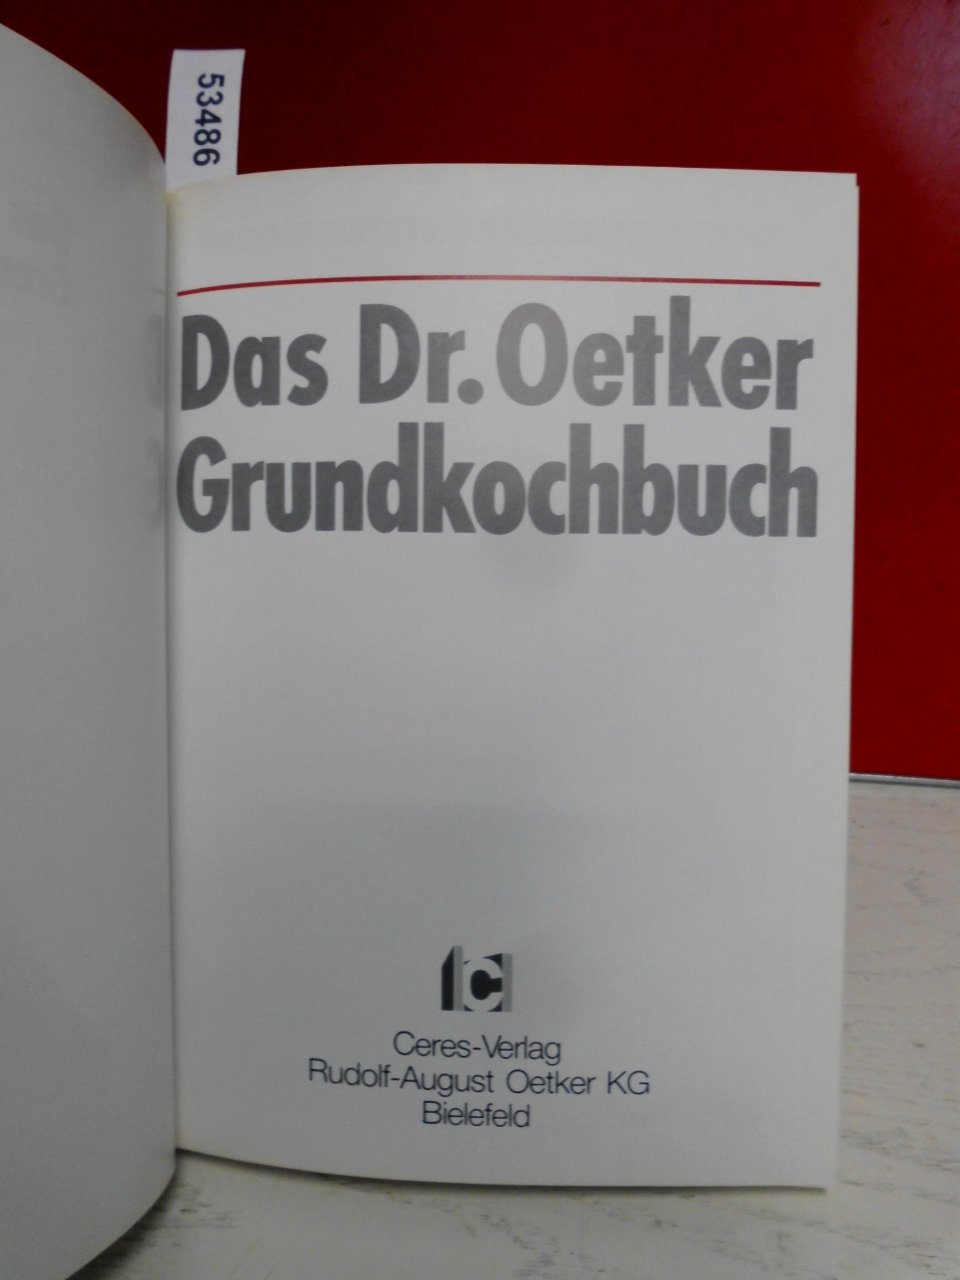 53486
Das Dr. Oetker
Grundkochbuch
C
Ceres-Verlag
Rudolf-August Oetker KG
Bielefeld